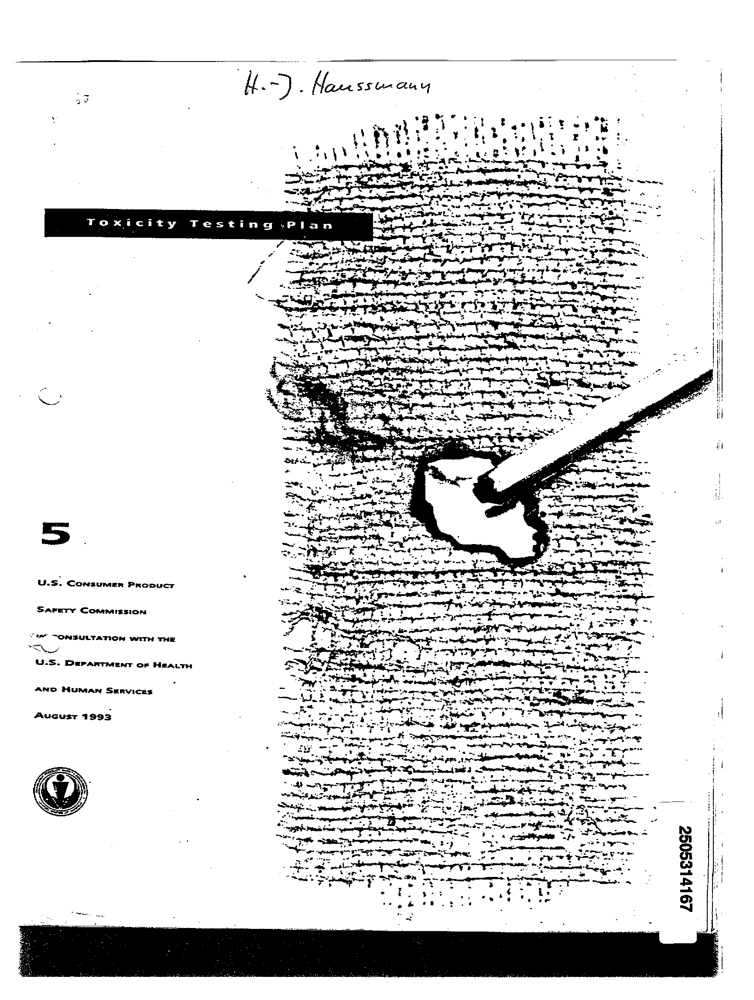 H.-J. Haussmann
Toxicity Testing Plan
5
U.S. CONSUMER PRODUCT
SAFETY COMMISSION
CONSULTATION WITH THE
U.S. DEPARTMENT OF HEALTH
AND HUMAN SERVICES
AUGUST 1993
2505314167